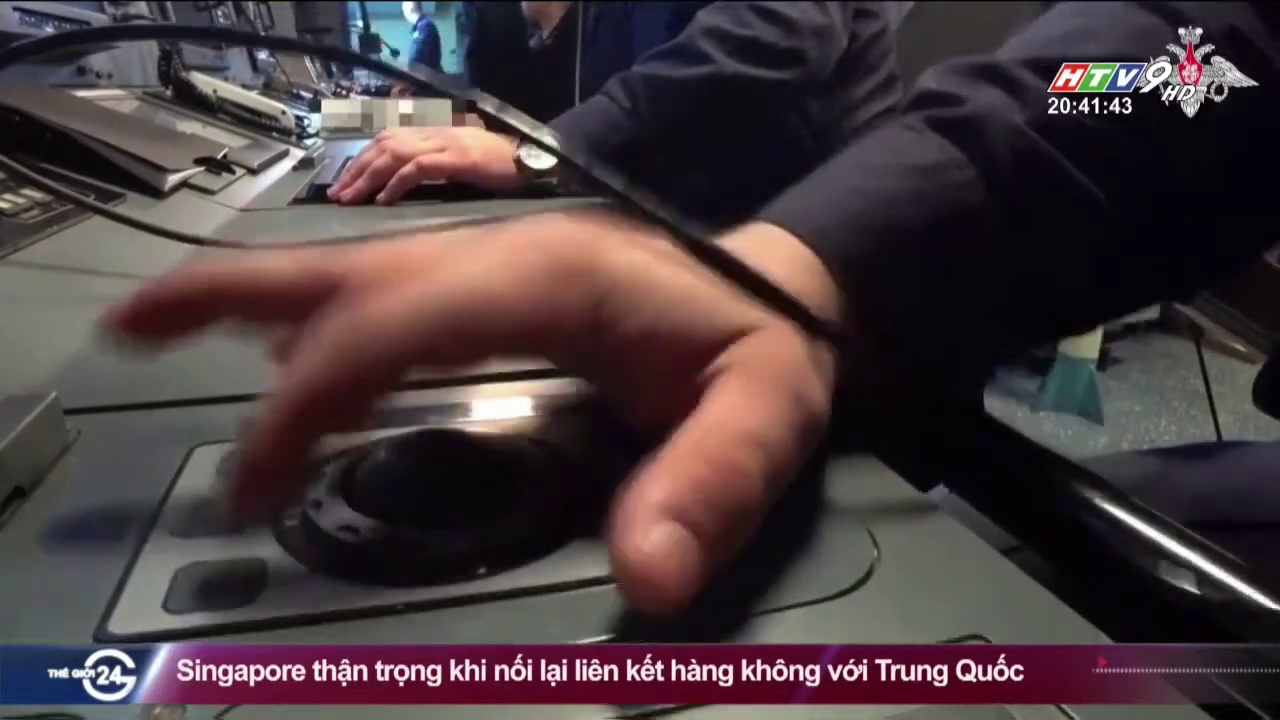 HTV9
HD
20:41:43
THẾ GIỚI 24G
Singapore thận trọng khi nối lại liên kết hàng không với Trung Quốc